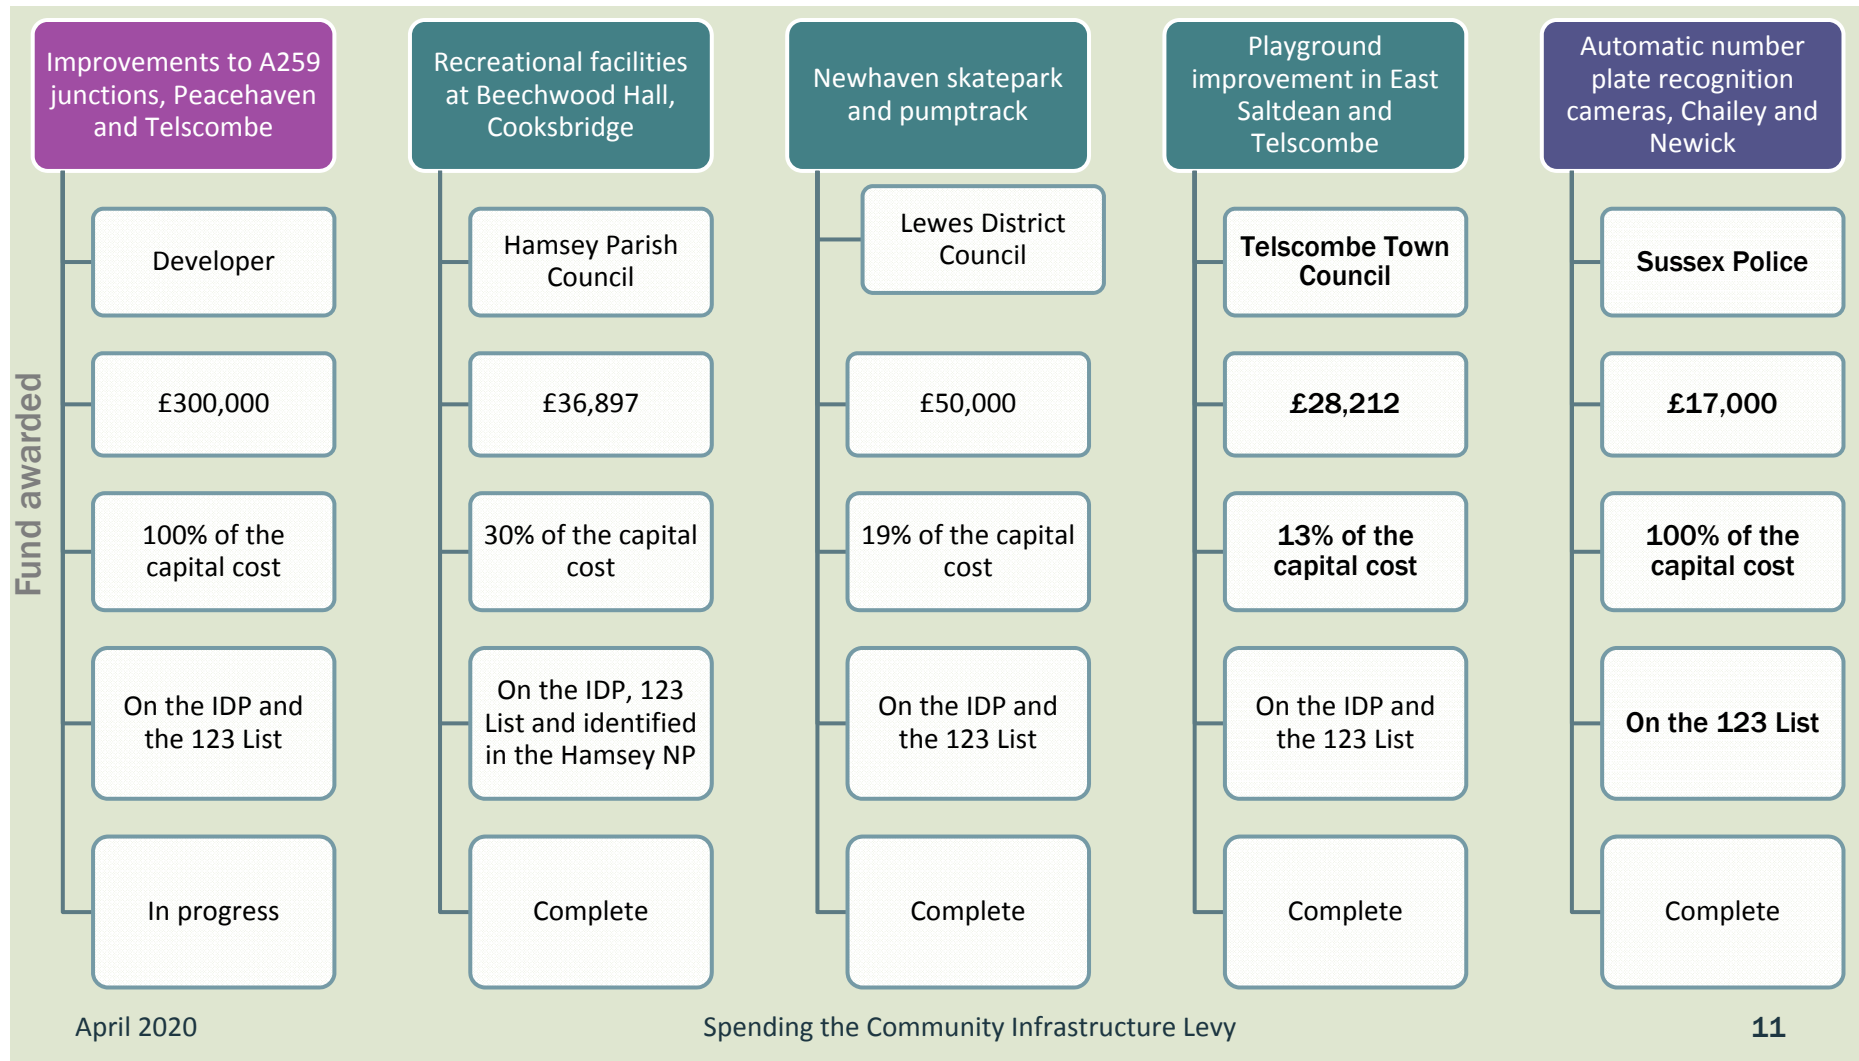 Fund awarded
Improvements to A259
junctions, Peacehaven
and Telscombe
Developer
£300,000
100% of the
capital cost
On the IDP and
the 123 List
In progress
Recreational facilities
at Beechwood Hall,
Cooksbridge
Hamsey Parish
Council
£36,897
30% of the capital
cost
On the IDP, 123
List and identified
in the Hamsey NP
Complete
Newhaven skatepark
and pumptrack
Lewes District
Council
£50,000
19% of the capital
cost
On the IDP and
the 123 List
Complete
Playground
improvement in East
Saltdean and
Telscombe
Telscombe Town
Council
£28,212
13% of the
capital cost
On the IDP and
the 123 List
Complete
Automatic number
plate recognition
cameras, Chailey and
Newick
Sussex Police
£17,000
100% of the
capital cost
On the 123 List
Complete
April 2020
Spending the Community Infrastructure Levy
11